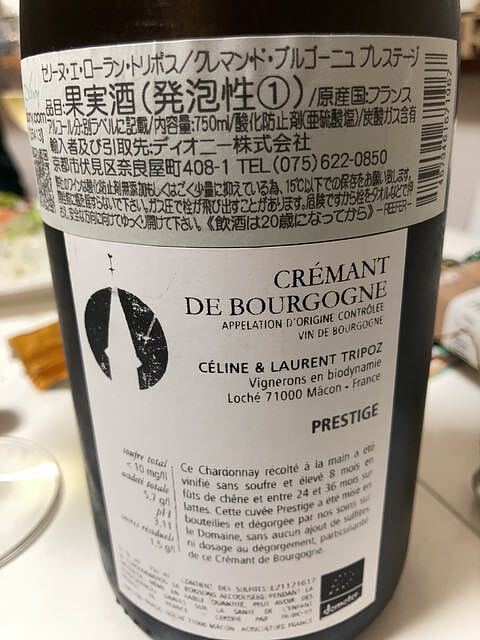 セリーヌ・エ・ローラン・トリポズ/クレマン・ド・ブルゴーニュ プレステージ
品目:果実酒(発泡性①)/原産国:フランス
アルコール分:別ラベルに記載/内容量:750ml/酸化防止剤(亜硫酸塩)/炭酸ガス含有
輸入者及び引取先:ディオニー株式会社
京都市伏見区奈良屋町408-1 TEL(075)622-0850
《飲酒は20歳になってから》-REEFER-
CRÉMANT
DE BOURGOGNE
APPELATION D'ORIGINE CONTRÔLÉE
VIN DE BOURGOGNE
CÉLINE & LAURENT TRIPOZ
Vignerons en biodynamie
Loché 71000 Mâcon - France
PRESTIGE
soufre total
< 10 mg/l
acidité totale
5,7 g/l
pH
3,11
sucres résiduels
1,5 g/l
Ce Chardonnay récolté à la main a été
vinifié sans soufre et élevé 8 mois en
fûts de chêne et entre 24 et 36 mois sur
lattes. Cette cuvée Prestige a été mise en
bouteilles et dégorgée par nos soins sur
le Domaine, sans aucun ajout de sulfites
ni dosage au dégorgement, particularité
de ce Crémant de Bourgogne.
demeter